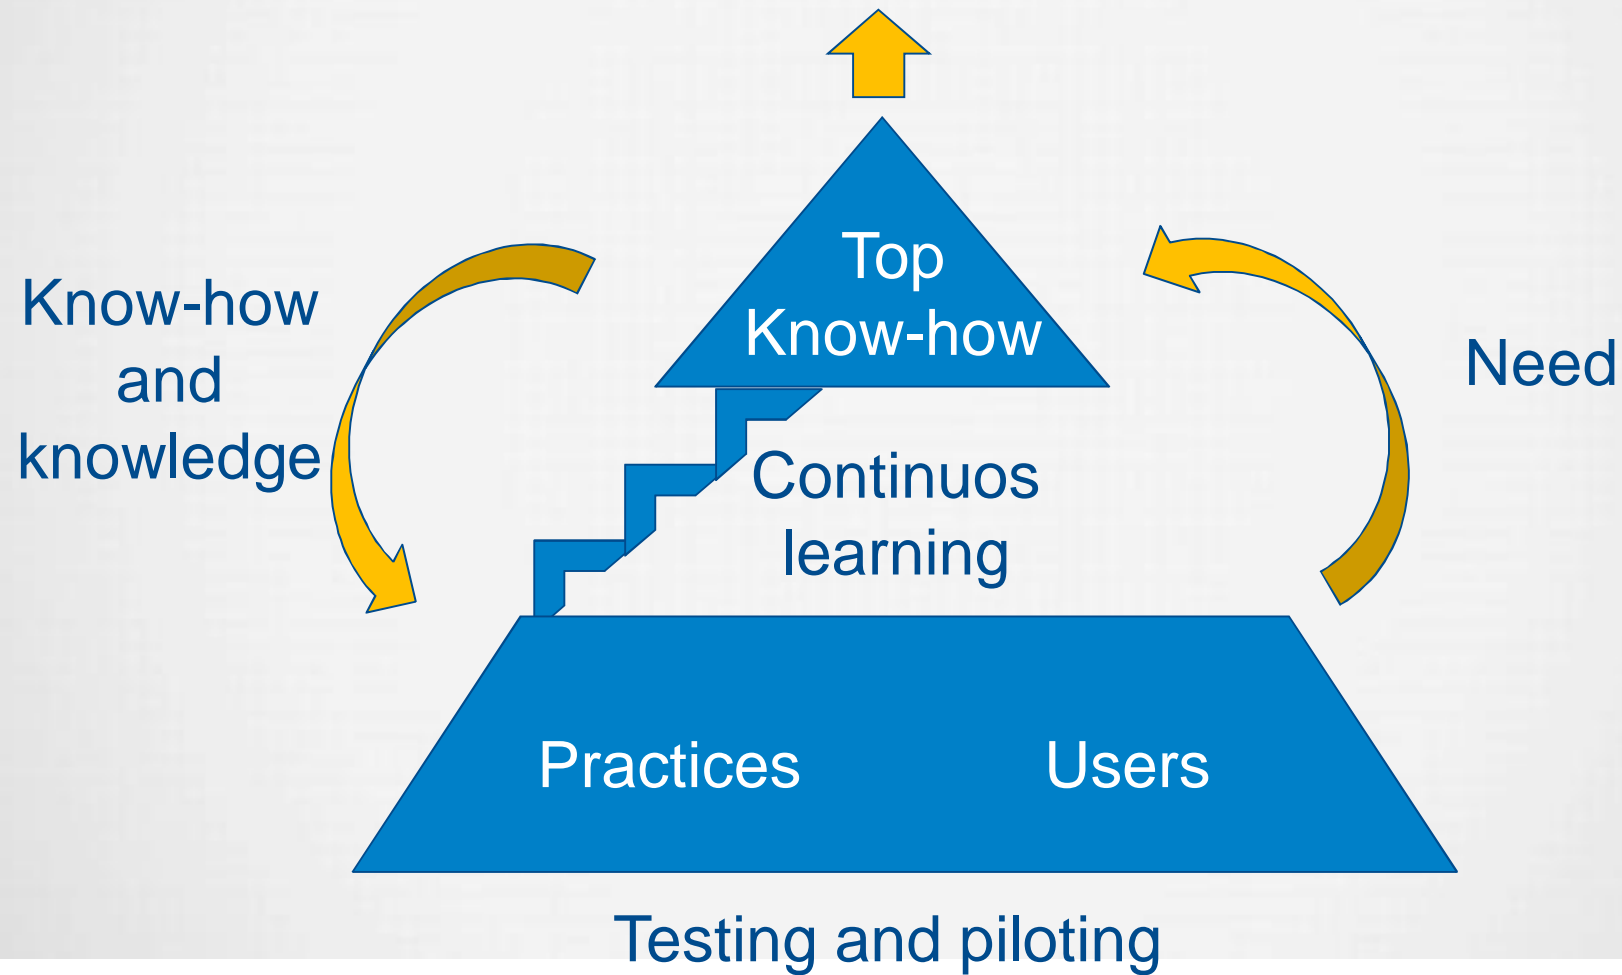 Top
Know-how
Know-how
and
knowledge
Need
Continuos
learning
Practices
Users
Testing and piloting